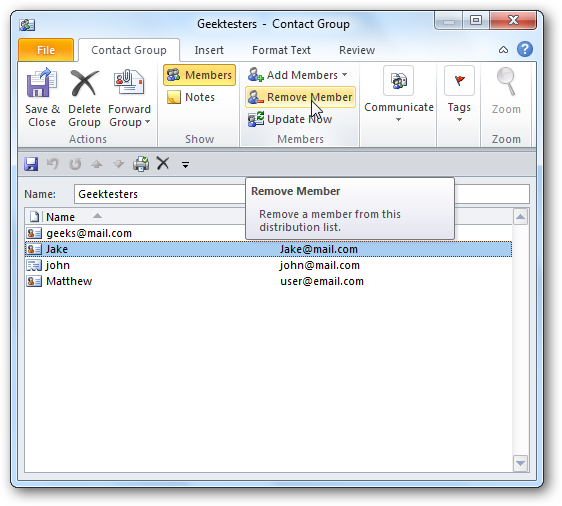 Geektesters - Contact Group
File Contact Group Insert Format Text Review
Save & Close
Delete Group
Forward Group
Actions
Members
Notes
Show
Add Members
Remove Member
Update Now
Members
Communicate
Tags
Zoom
Zoom
Name: Geektesters
Remove Member
Remove a member from this
distribution list.
Name
geeks@mail.com
Jake Jake@mail.com
john john@mail.com
Matthew user@email.com